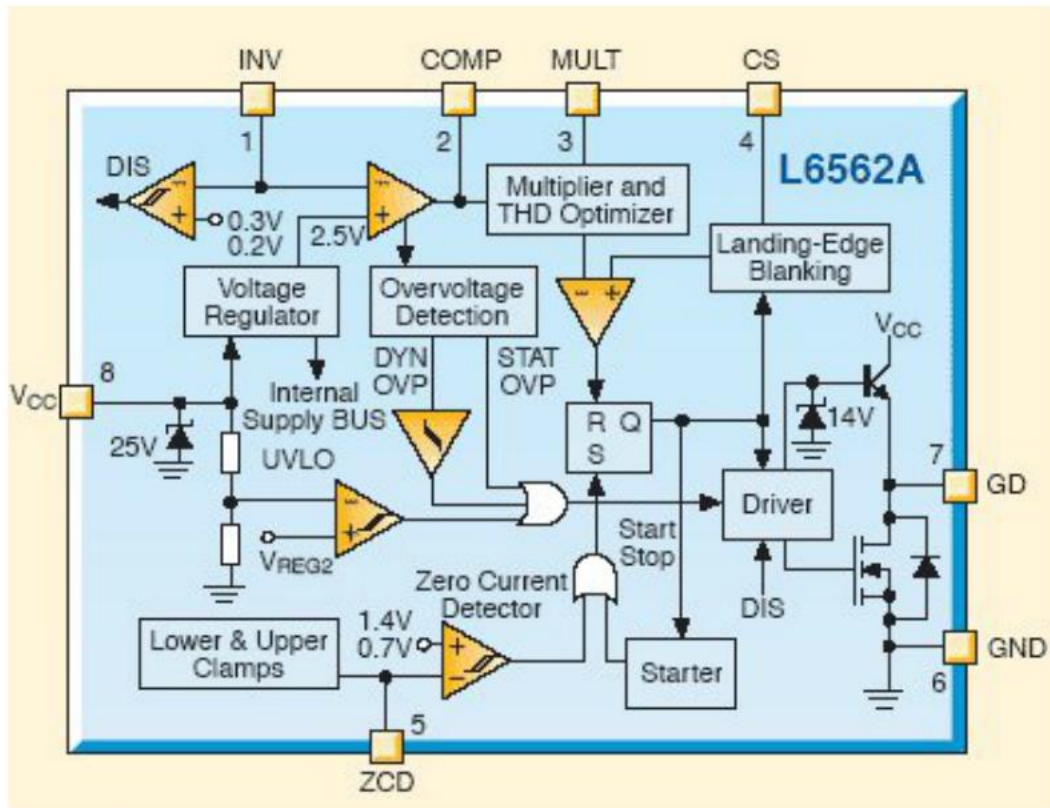 INV
COMP
MULT
CS
1
2
3
4
L6562A
DIS
0.3V
0.2V
2.5V
Multiplier and
THD Optimizer
Landing-Edge
Blanking
Voltage
Regulator
Overvoltage
Detection
VCC
DYN
OVP
STAT
OVP
8
VCC
Internal
Supply BUS
25V
R Q
S
14V
7
GD
UVLO
Driver
VREG2
Start
Stop
DIS
Zero Current
Detector
1.4V
0.7V
Lower & Upper
Clamps
Starter
GND
6
5
ZCD
- +
- +
- +
- +
+ -